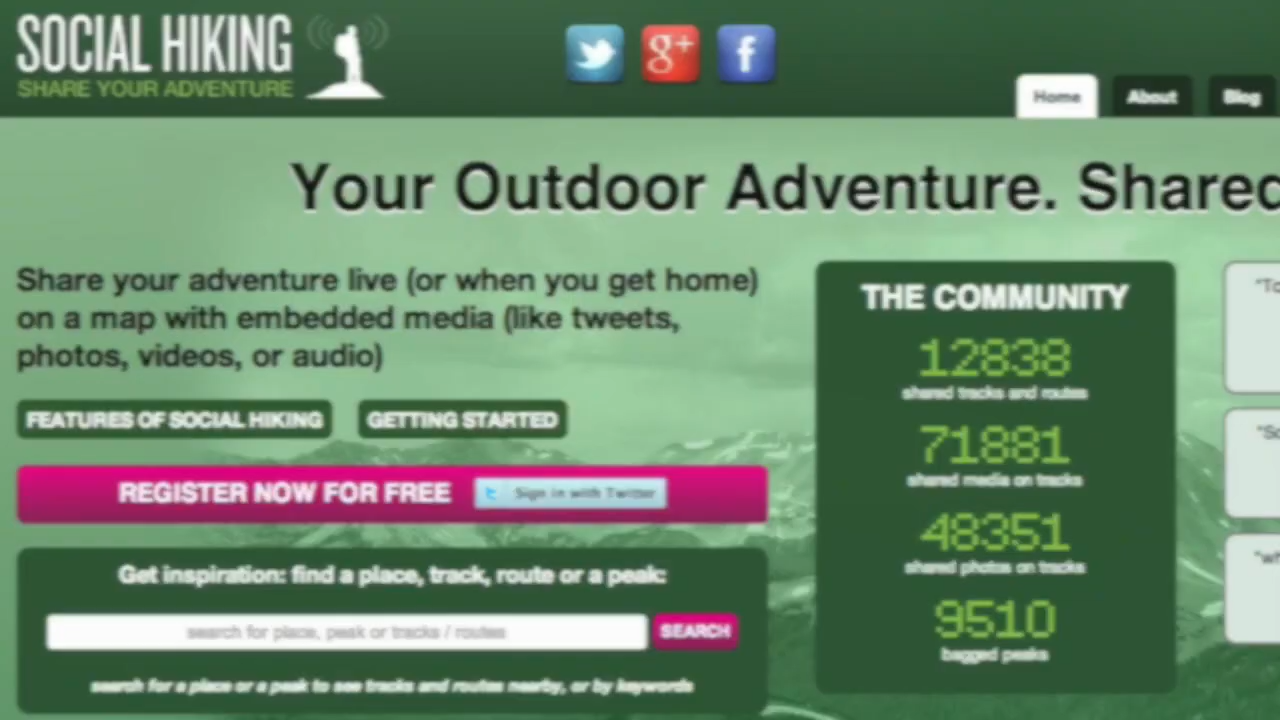 SOCIAL HIKING
SHARE YOUR ADVENTURE
g+
f
Home
About
Blog
Your Outdoor Adventure. Shared
Share your adventure live (or when you get home)
on a map with embedded media (like tweets,
photos, videos, or audio)
FEATURES OF SOCIAL HIKING
GETTING STARTED
REGISTER NOW FOR FREE
Sign in with Twitter
Get inspiration: find a place, track, route or a peak:
search for place, peak or tracks / routes
SEARCH
search for a place or a peak to see tracks and routes nearby, or by keywords
THE COMMUNITY
12838
shared tracks and routes
71881
shared media on tracks
48351
shared photos on tracks
9510
bagged peaks